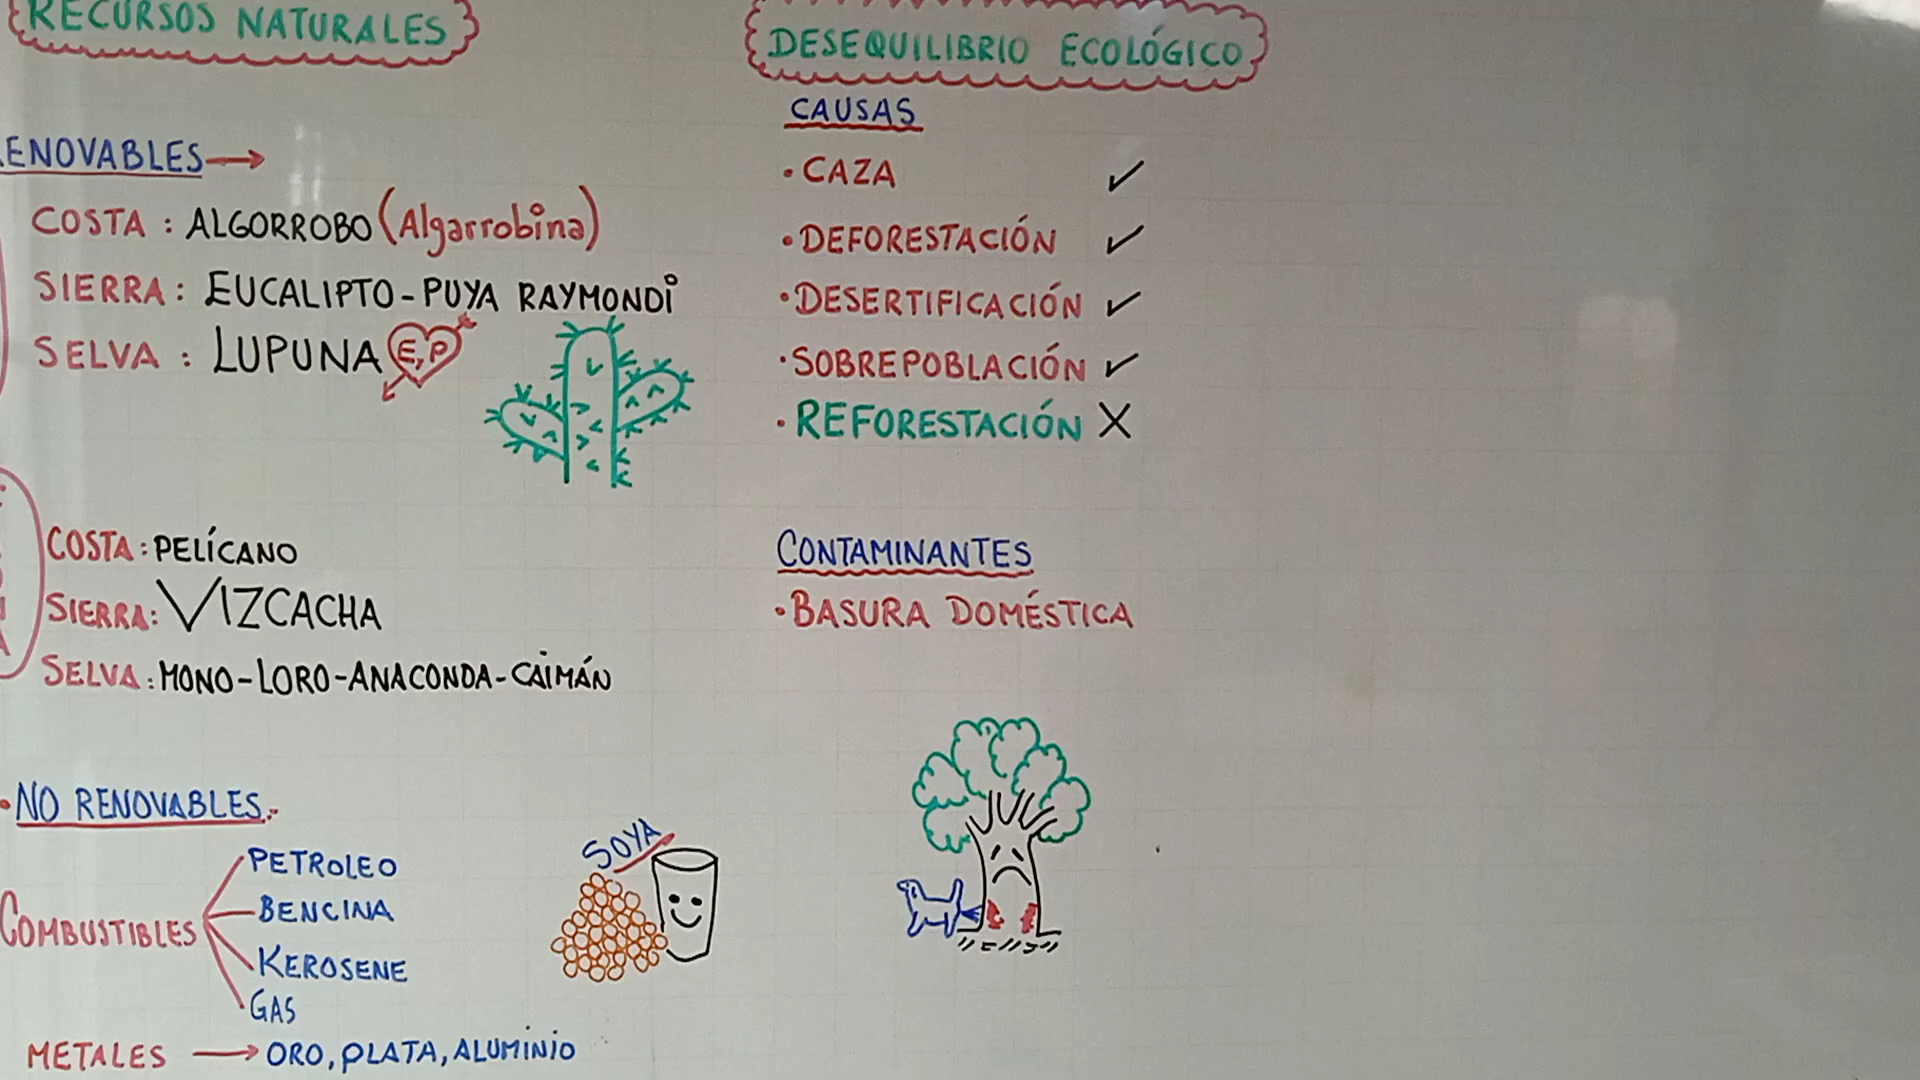 RECURSOS NATURALES
RENOVABLES →
COSTA : ALGORROBO (Algarrobina)
SIERRA : EUCALIPTO - PUYA RAYMONDI
SELVA : LUPUNA E,P
COSTA : PELÍCANO
SIERRA : VIZCACHA
SELVA : MONO-LORO-ANACONDA-CAIMÁN
• NO RENOVABLES.
COMBUSTIBLES
PETROLEO
BENCINA
KEROSENE
GAS
METALES → ORO, PLATA, ALUMINIO
SOYA
DESEQUILIBRIO ECOLÓGICO
CAUSAS
• CAZA ✓
• DEFORESTACIÓN ✓
• DESERTIFICACIÓN ✓
• SOBREPOBLACIÓN ✓
• REFORESTACIÓN X
CONTAMINANTES
• BASURA DOMÉSTICA